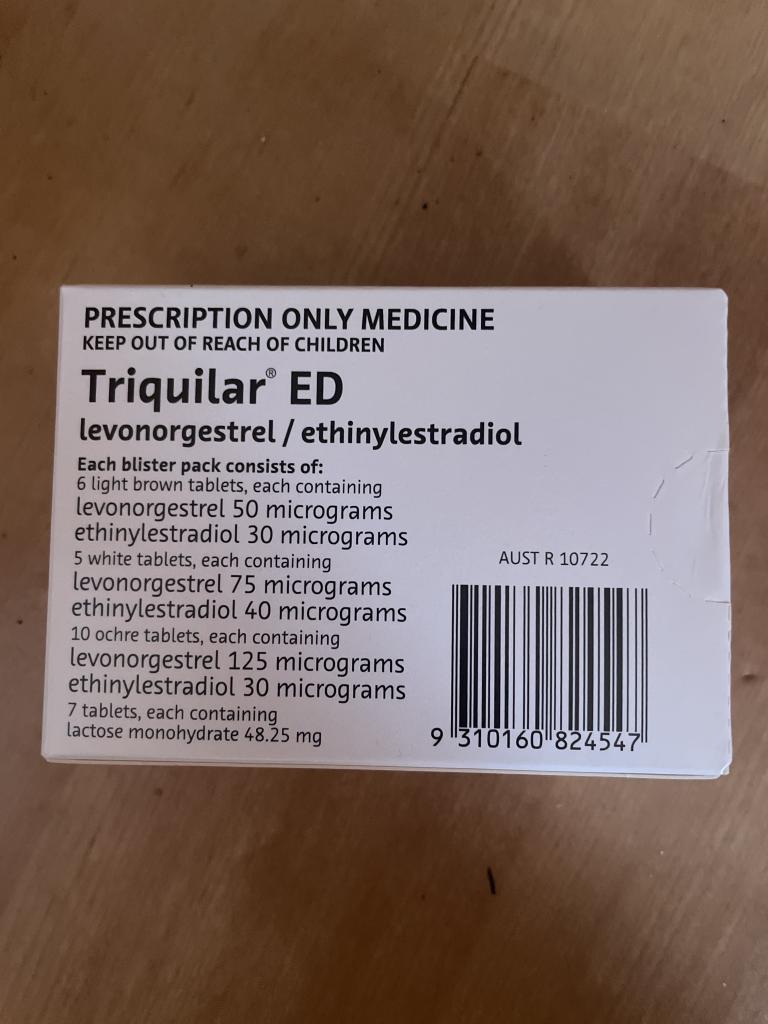 PRESCRIPTION ONLY MEDICINE
KEEP OUT OF REACH OF CHILDREN
Triquilar® ED
levonorgestrel / ethinylestradiol
Each blister pack consists of:
6 light brown tablets, each containing
levonorgestrel 50 micrograms
ethinylestradiol 30 micrograms
5 white tablets, each containing
levonorgestrel 75 micrograms
ethinylestradiol 40 micrograms
10 ochre tablets, each containing
levonorgestrel 125 micrograms
ethinylestradiol 30 micrograms
7 tablets, each containing
lactose monohydrate 48.25 mg
AUST R 10722
9 310160 824547